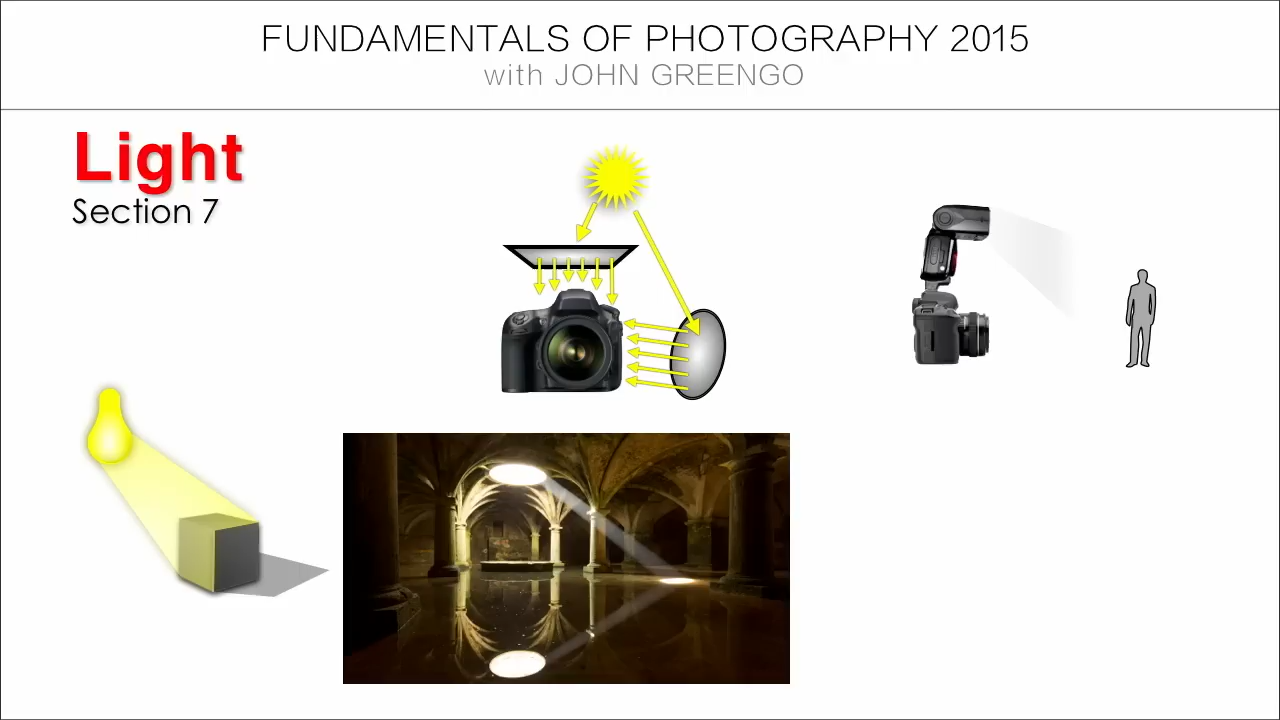 FUNDAMENTALS OF PHOTOGRAPHY 2015
with JOHN GREENGO
Light
Section 7